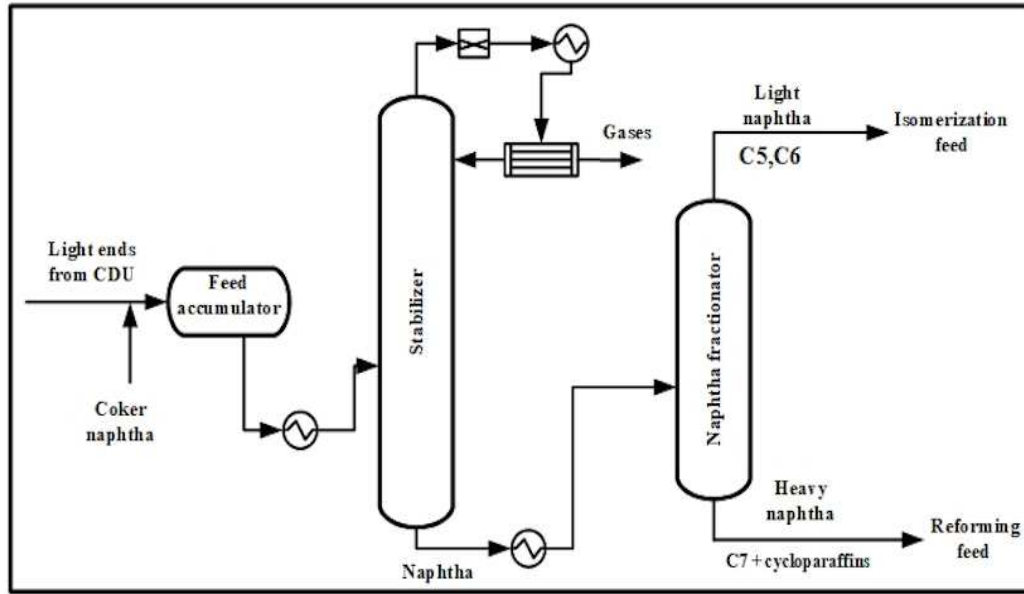 Light ends
from CDU
Coker
naphtha
Feed
accumulator
Stabilizer
Gases
Naphtha
Naphtha fractionator
Light
naphtha
C5,C6
Isomerization
feed
Heavy
naphtha
C7+cycloparaffins
Reforming
feed